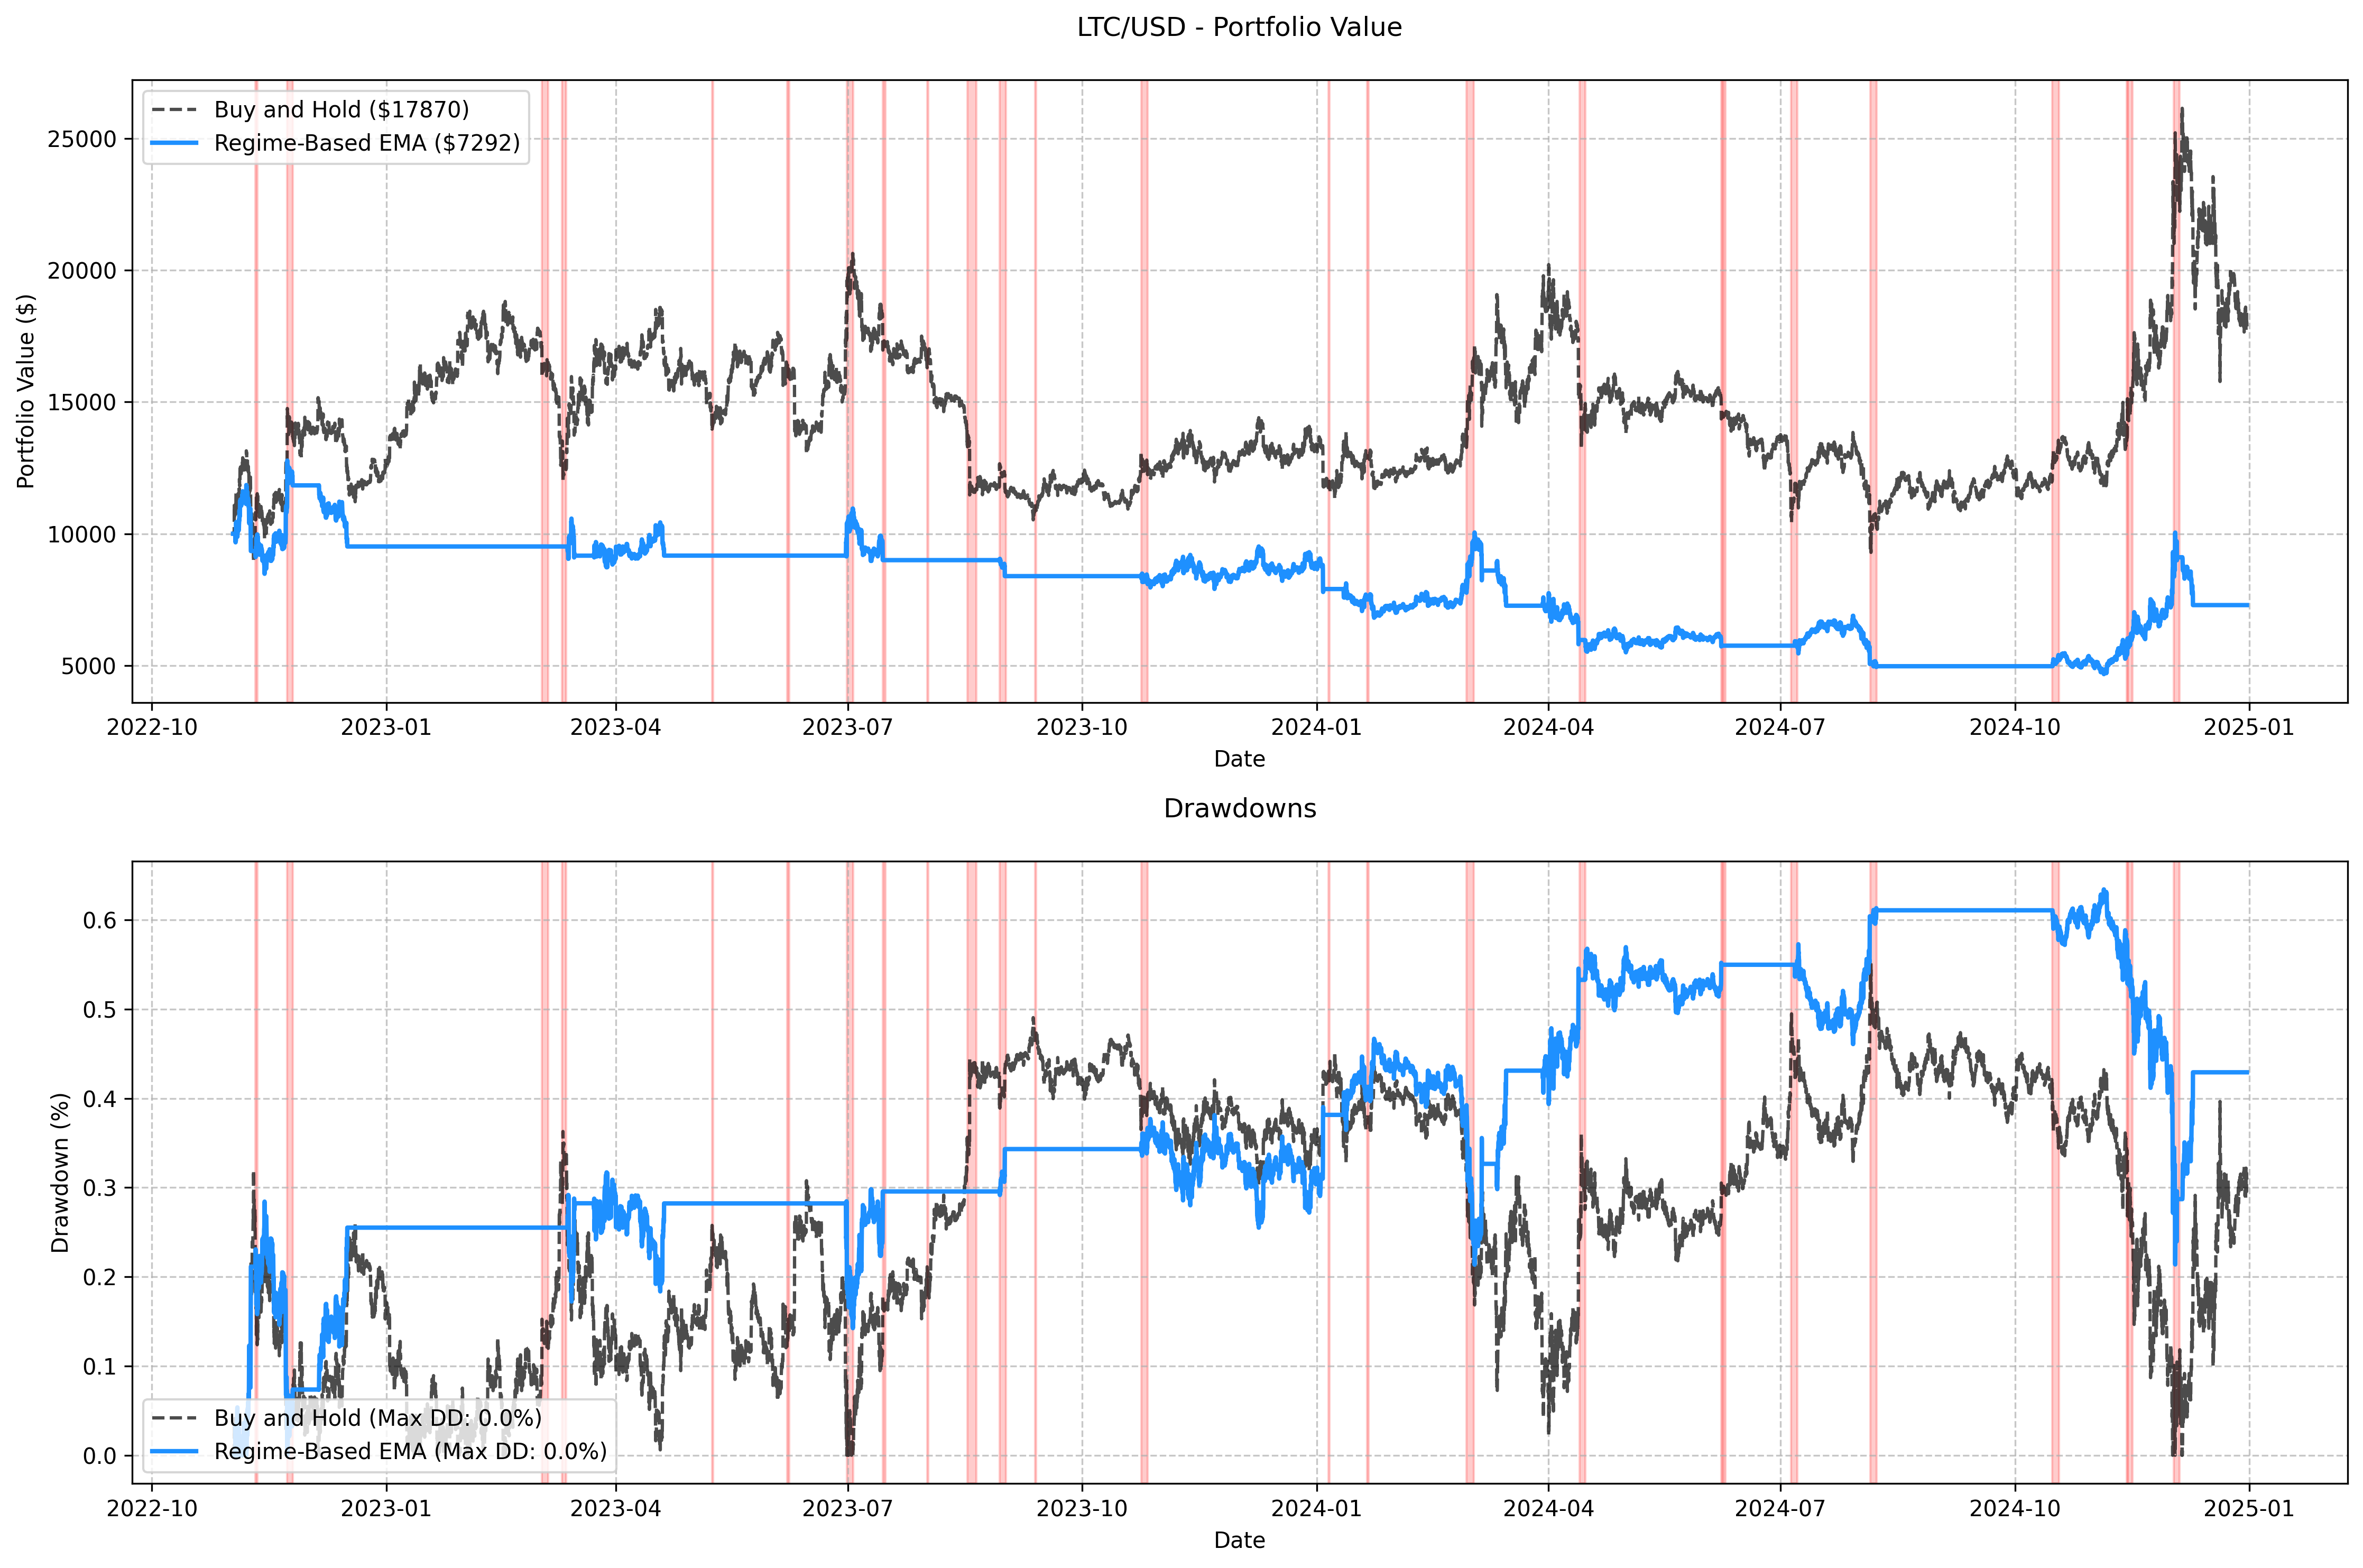 LTC/USD - Portfolio Value
Buy and Hold ($17870)
Regime-Based EMA ($7292)
Portfolio Value ($)
25000
20000
15000
10000
5000
2022-10 2023-01 2023-04 2023-07 2023-10 2024-01 2024-04 2024-07 2024-10 2025-01
Date
Drawdowns
Drawdown (%)
0.6
0.5
0.4
0.3
0.2
0.1
0.0
Buy and Hold (Max DD: 0.0%)
Regime-Based EMA (Max DD: 0.0%)
2022-10 2023-01 2023-04 2023-07 2023-10 2024-01 2024-04 2024-07 2024-10 2025-01
Date